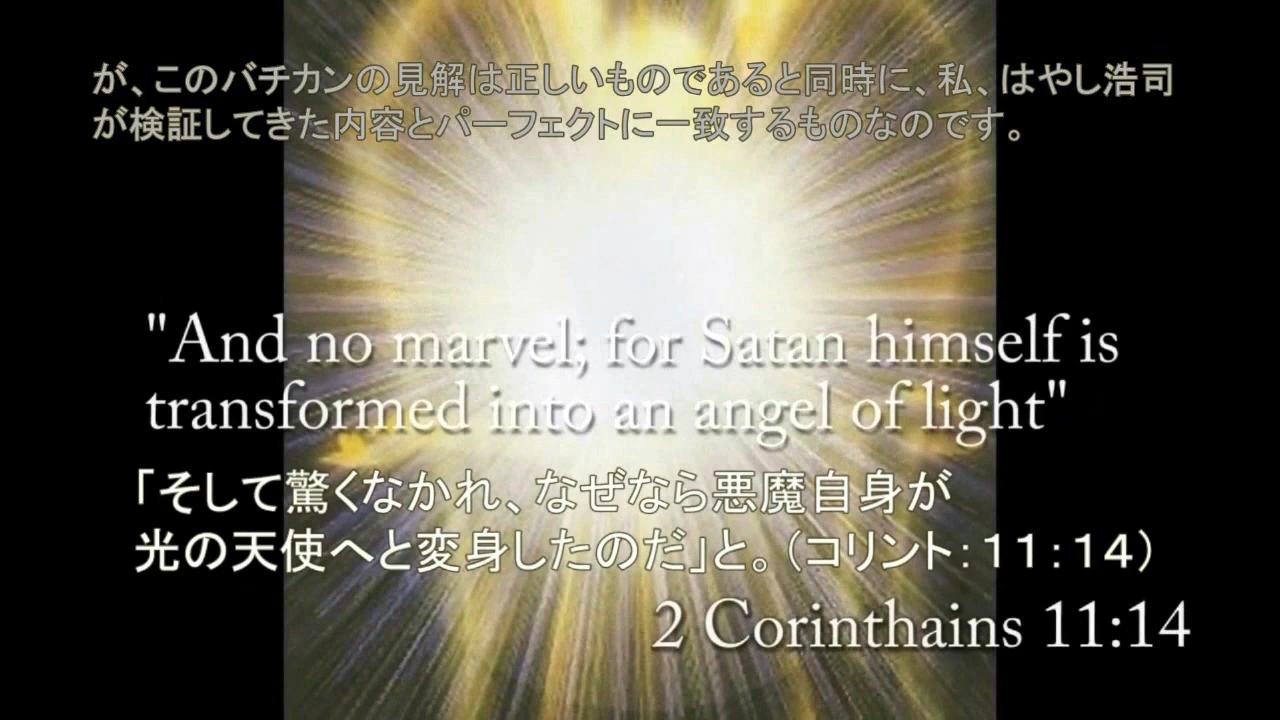 が、このバチカンの見解は正しいものであると同時に、私、はやし浩司
が検証してきた内容とパーフェクトに一致するものなのです。
"And no marvel; for Satan himself is
transformed into an angel of light"
「そして驚くなかれ、なぜなら悪魔自身が
光の天使へと変身したのだ」と。（コリント：１１：１４）
2 Corinthains 11:14